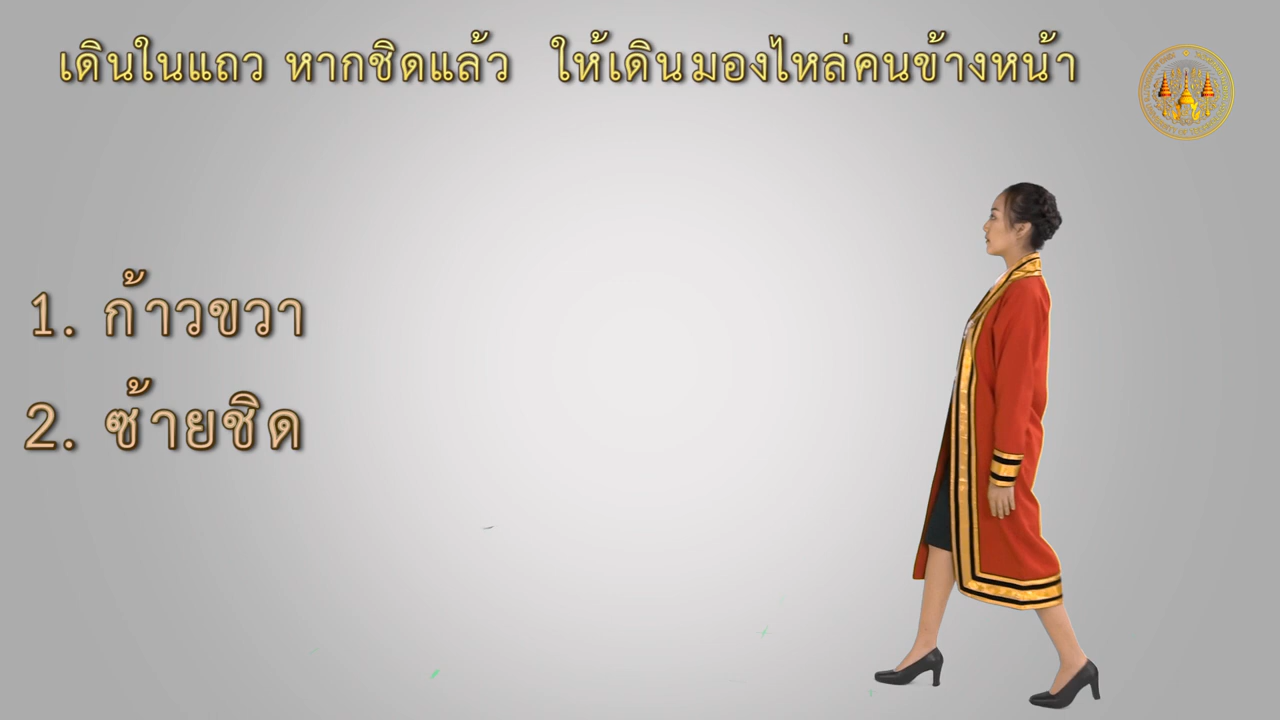 เดินในแถว หากชิดแล้ว ให้เดินมองไหล่คนข้างหน้า
1. ก้าวขวา
2. ซ้ายชิด